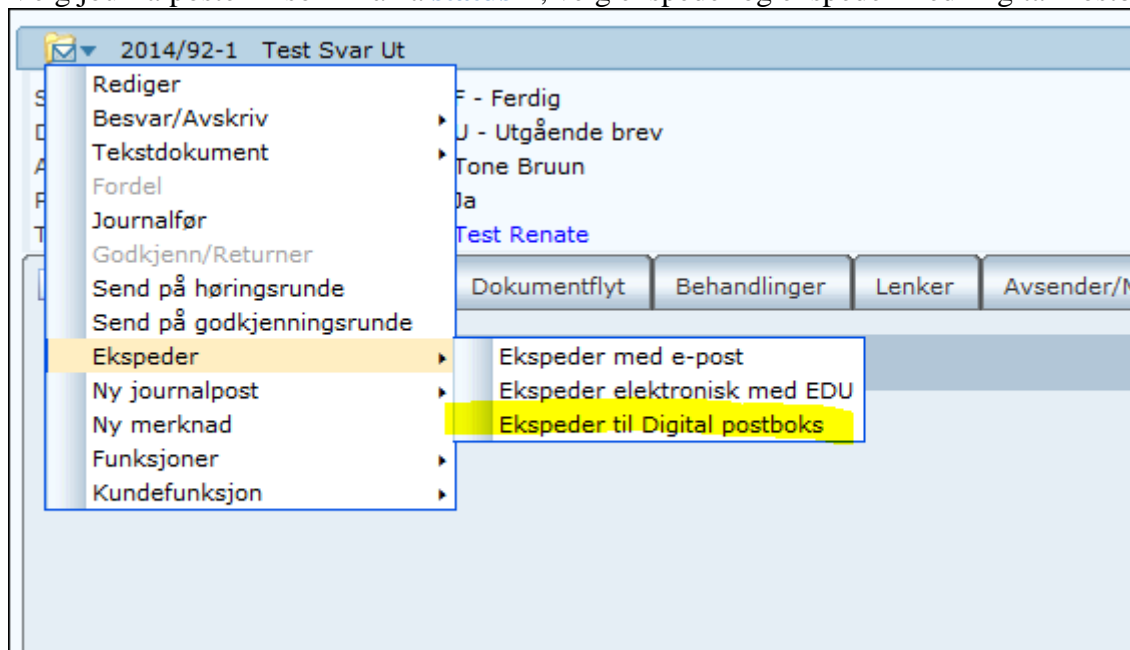 2014/92-1 Test Svar Ut
Rediger
Besvar/Avskriv
Tekstdokument
Fordel
Journalfør
Godkjenn/Returner
Send på høringsrunde
Send på godkjenningsrunde
Ekspeder
Ny journalpost
Ny merknad
Funksjoner
Kundefunksjon
F - Ferdig
U - Utgående brev
Tone Bruun
Ja
Test Renate
Dokumentflyt Behandlinger Lenker Avsender/M
Ekspeder med e-post
Ekspeder elektronisk med EDU
Ekspeder til Digital postboks